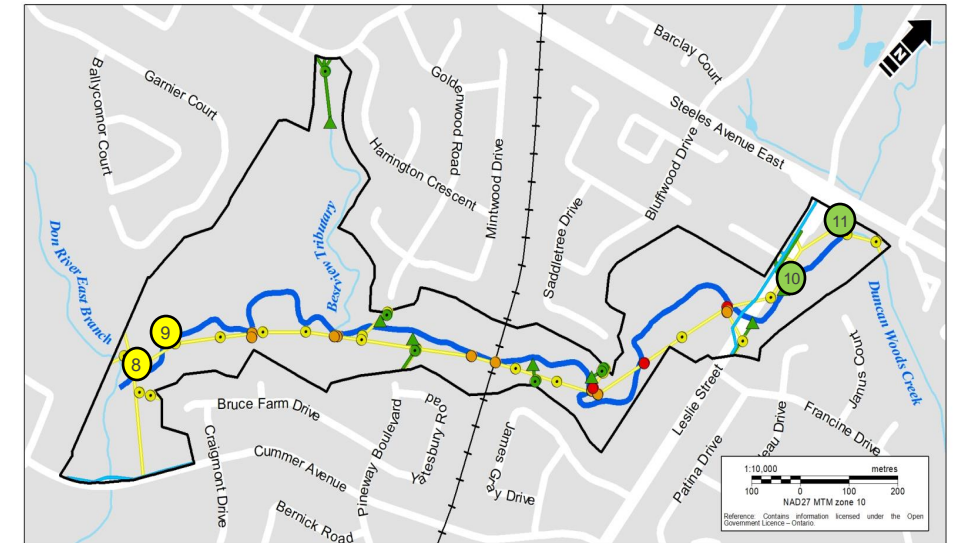 Barclay Court
Ballyconnor Court
Garnier Court
Goldenwood Road
Steeles Avenue East
N
Harrington Crescent
Mintwood Drive
Bluffwood Drive
Saddletree Drive
Don River East Branch
Besrview Tributary
11
10
Duncan Woods Creek
9
8
Janus Court
Leslie Street
Francine Drive
Bruce Farm Drive
Craigmont Drive
Cummer Avenue
Pineway Boulevard
James Gray Drive
Patina Drive
Bernick Road
1:10,000 metres
100 0 100 200
NAD27 MTM zone 10
Reference: Contains information licensed under the Open
Government Licence – Ontario.